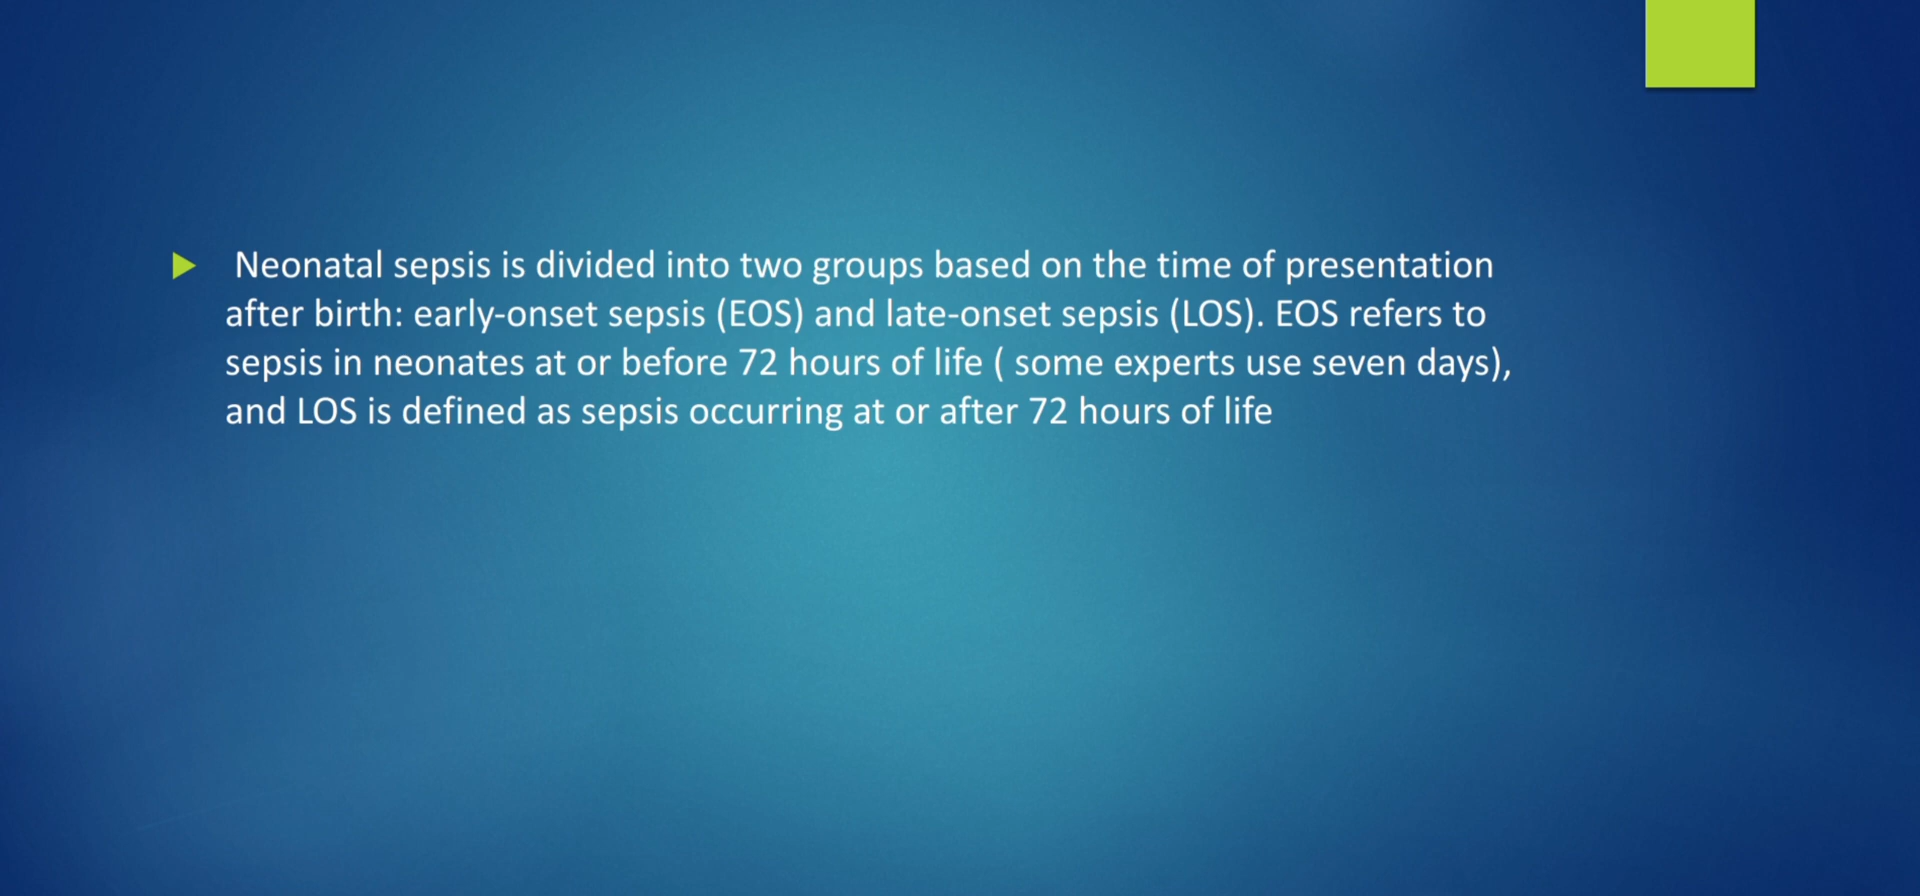 Neonatal sepsis is divided into two groups based on the time of presentation
after birth: early-onset sepsis (EOS) and late-onset sepsis (LOS). EOS refers to
sepsis in neonates at or before 72 hours of life ( some experts use seven days),
and LOS is defined as sepsis occurring at or after 72 hours of life